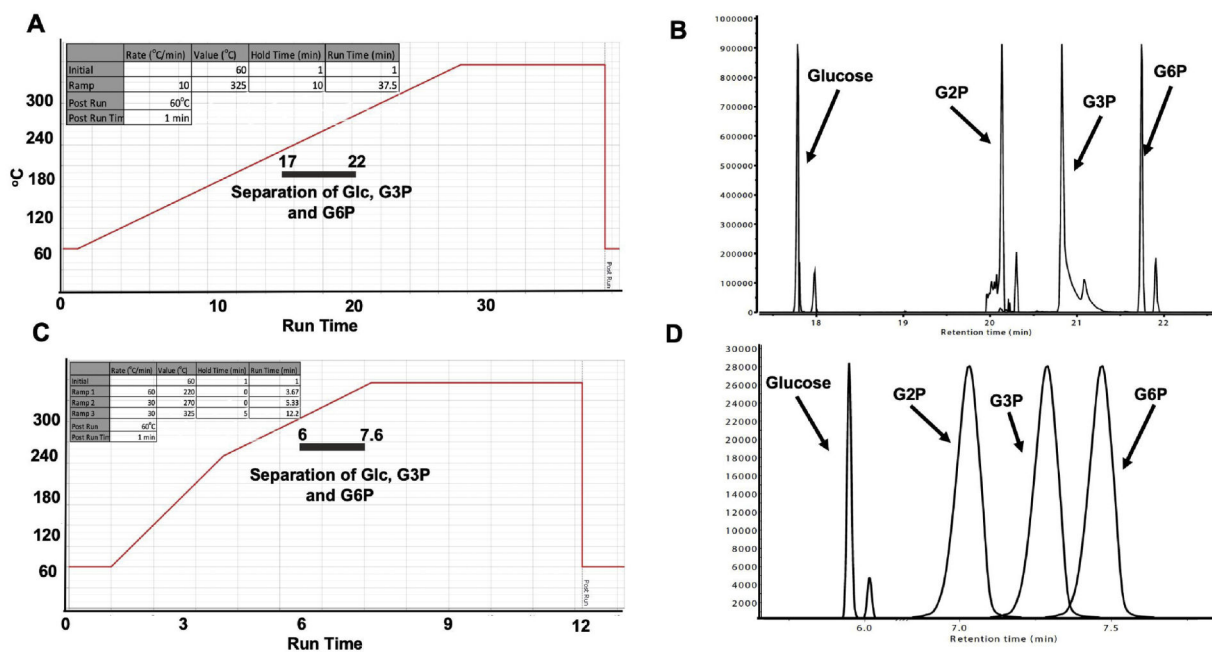 A
Rate (°C/min) Value (°C) Hold Time (min) Run Time (min)
Initial 60 1 1
Ramp 10 325 10 37.5
Post Run 60°C
Post Run Tim 1 min
300
240
180
120
60
°C
17 22
Separation of Glc, G3P
and G6P
Post Run
0 10 20 30
Run Time
B
1000000
900000
800000
700000
600000
500000
400000
300000
200000
100000
0
Glucose
G2P
G3P
G6P
18 19 20 21 22
Retention time (min)
C
Rate (°C/min) Value (°C) Hold Time (min) Run Time (min)
Initial 60 1 1
Ramp 1 60 220 0 3.67
Ramp 2 30 270 0 5.33
Ramp 3 30 325 5 12.2
Post Run 60°C
Post Run Tim 1 min
300
240
180
120
60
6 7.6
Separation of Glc, G3P
and G6P
Post Run
0 3 6 9 12
Run Time
D
30000
28000
26000
24000
22000
20000
18000
16000
14000
12000
10000
8000
6000
4000
2000
Glucose
G2P
G3P
G6P
6.0 7.0 7.5
Retention time (min)